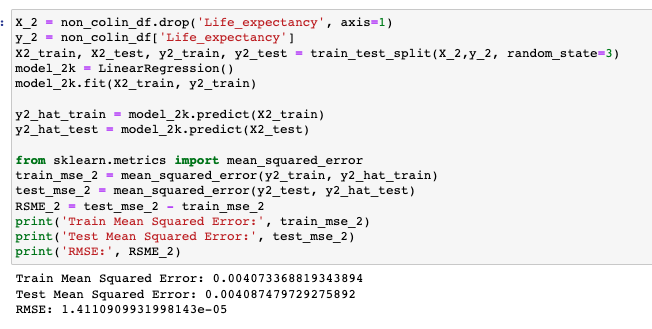 X_2 = non_colin_df.drop('Life_expectancy', axis=1)
y_2 = non_colin_df['Life_expectancy']
X2_train, X2_test, y2_train, y2_test = train_test_split(X_2,y_2, random_state=3)
model_2k = LinearRegression()
model_2k.fit(X2_train, y2_train)

y2_hat_train = model_2k.predict(X2_train)
y2_hat_test = model_2k.predict(X2_test)

from sklearn.metrics import mean_squared_error
train_mse_2 = mean_squared_error(y2_train, y2_hat_train)
test_mse_2 = mean_squared_error(y2_test, y2_hat_test)
RSME_2 = test_mse_2 - train_mse_2
print('Train Mean Squared Error:', train_mse_2)
print('Test Mean Squared Error:', test_mse_2)
print('RMSE:', RSME_2)

Train Mean Squared Error: 0.004073368819343894
Test Mean Squared Error: 0.004087479729275892
RMSE: 1.4110909931998143e-05